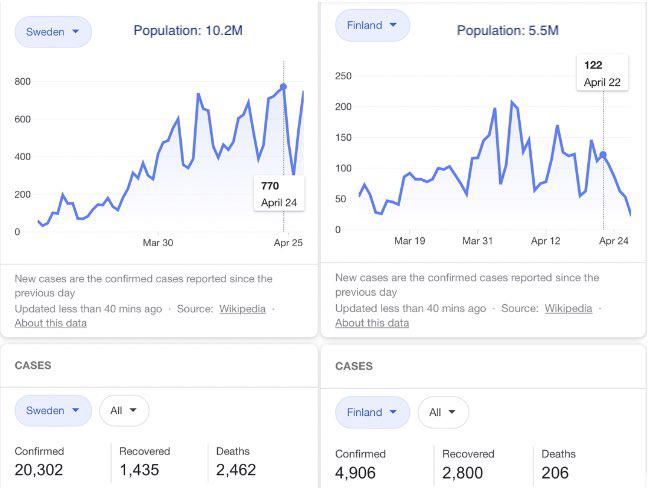 Sweden
Population: 10.2M
800
600
400
200
0
770
April 24
Mar 30
Apr 25
New cases are the confirmed cases reported since the
previous day
Updated less than 40 mins ago · Source: Wikipedia ·
About this data
CASES
Sweden
All
Confirmed
Recovered
Deaths
20,302
1,435
2,462
Finland
Population: 5.5M
122
April 22
250
200
150
100
50
0
Mar 19
Mar 31
Apr 12
Apr 24
New cases are the confirmed cases reported since the
previous day
Updated less than 40 mins ago · Source: Wikipedia ·
About this data
CASES
Finland
All
Confirmed
Recovered
Deaths
4,906
2,800
206